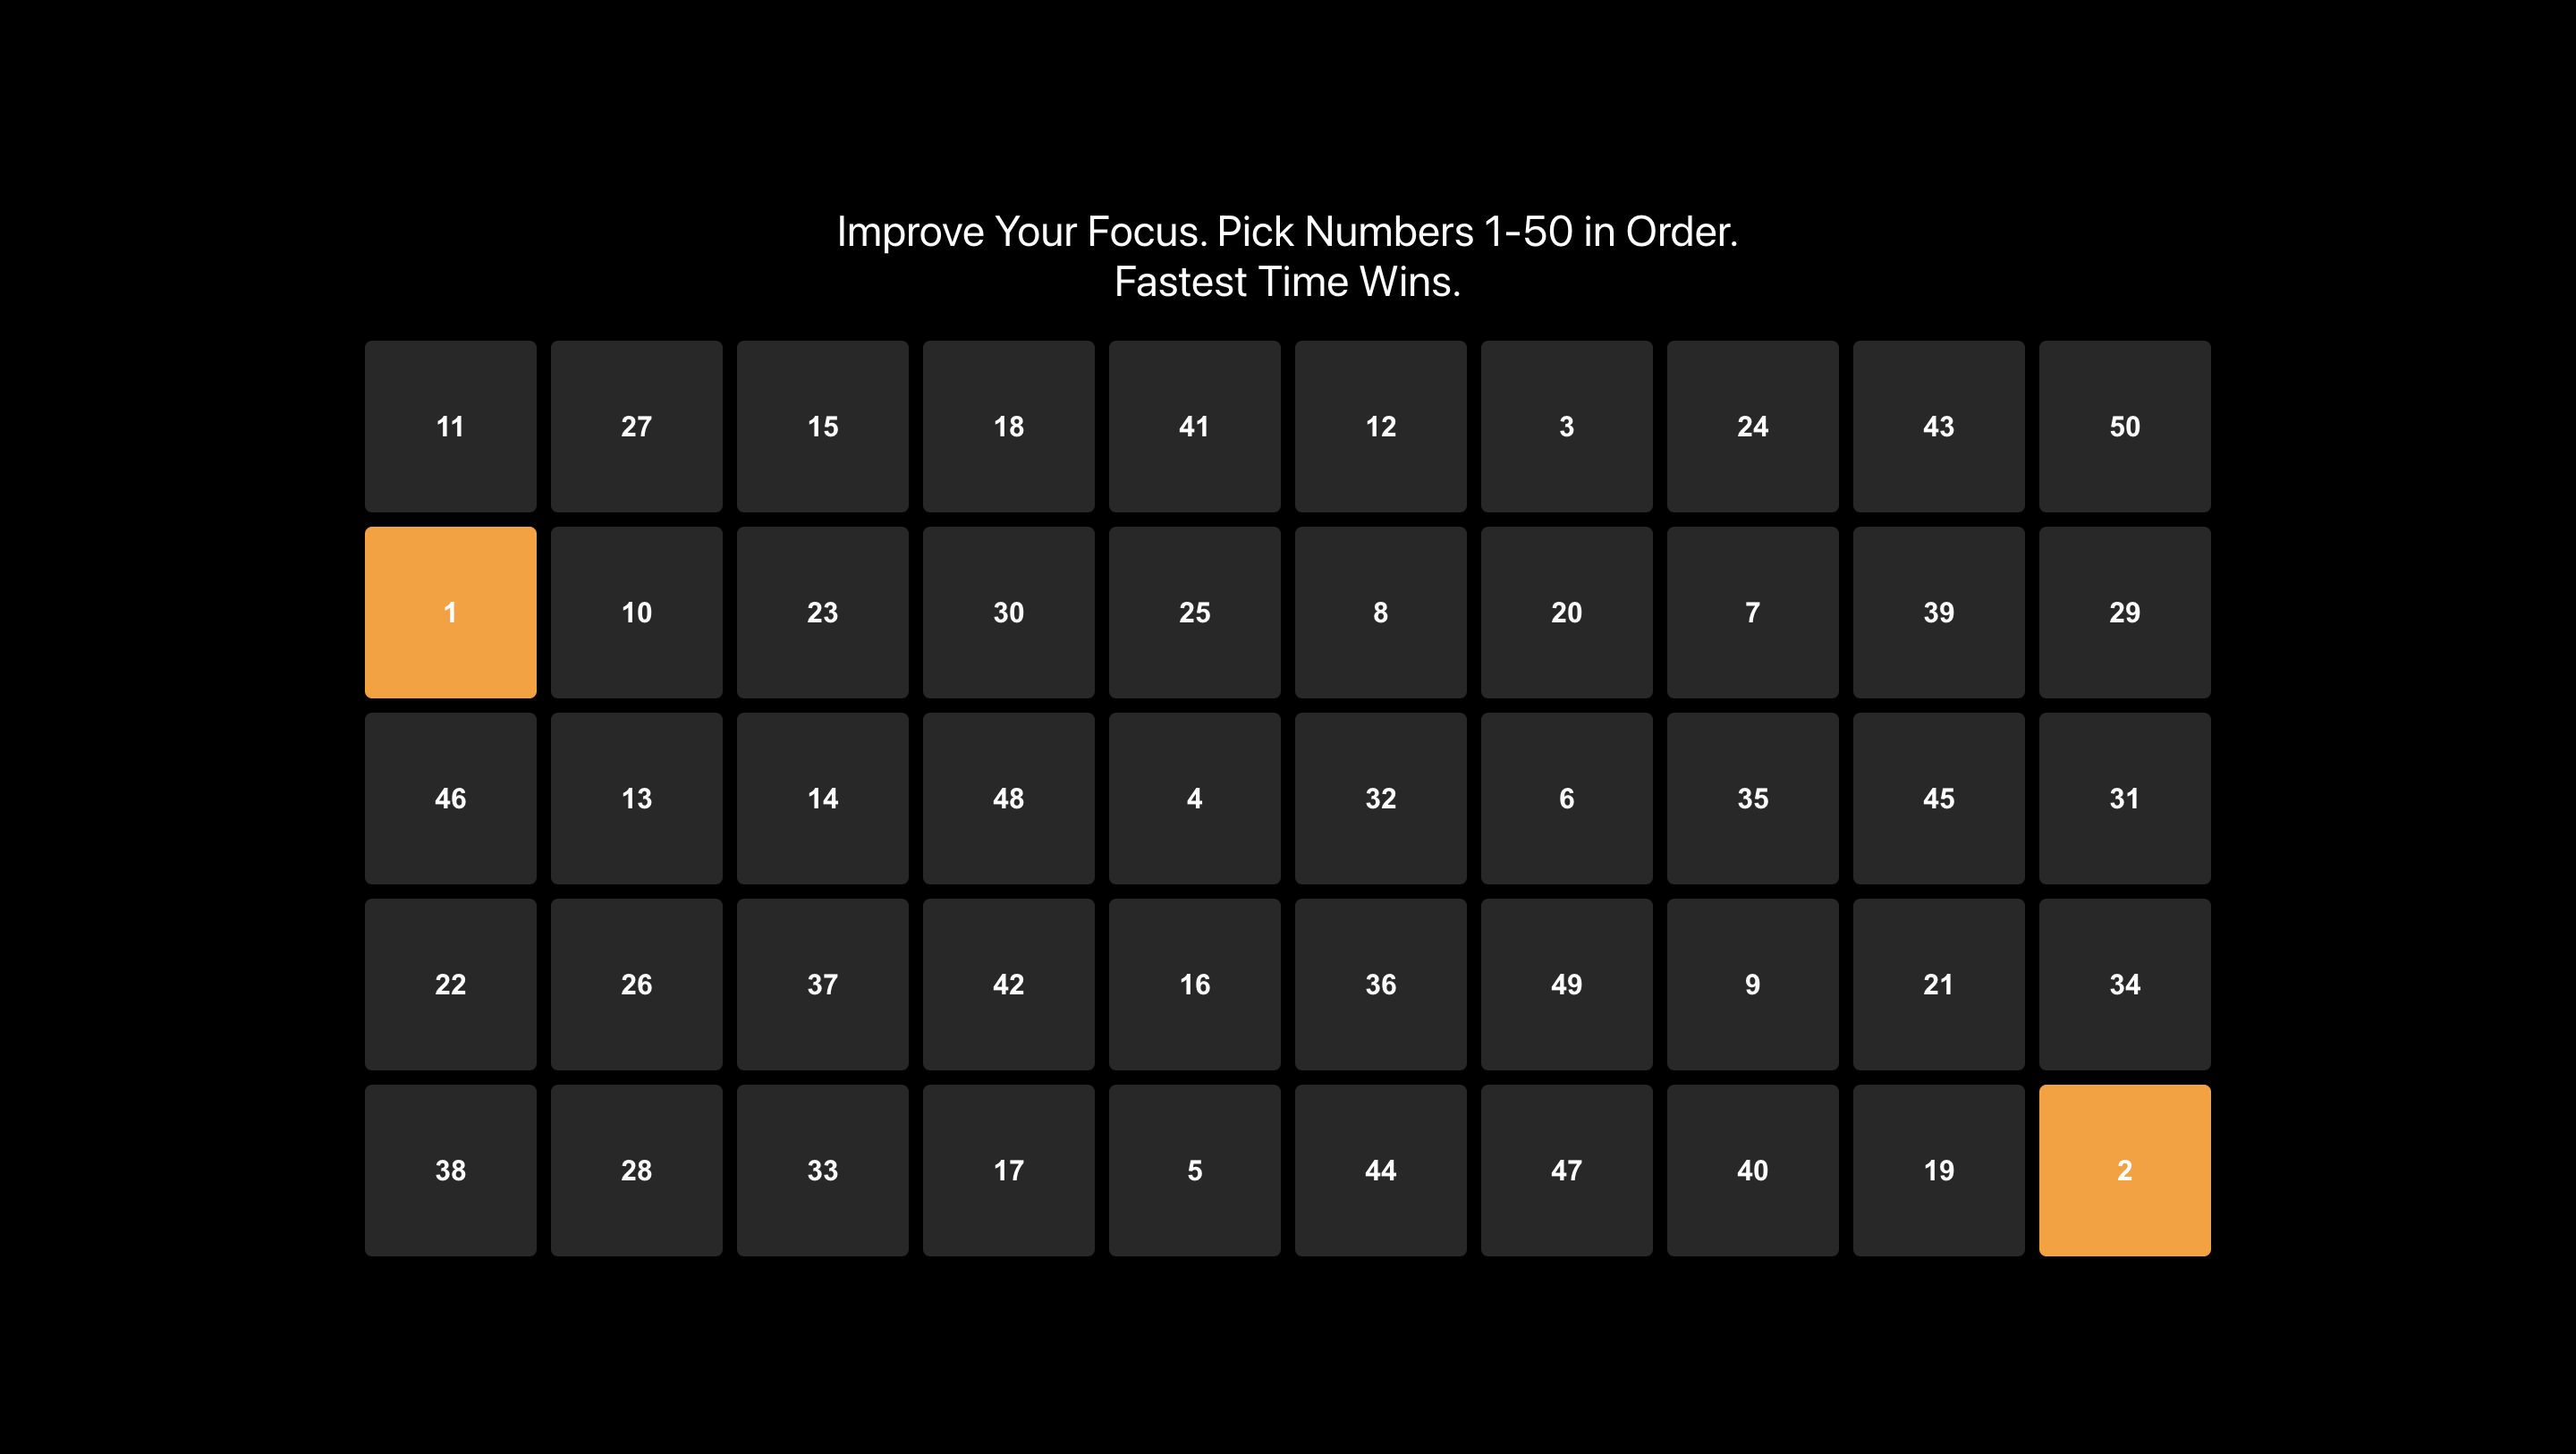 Improve Your Focus. Pick Numbers 1-50 in Order.
Fastest Time Wins.
11 27 15 18 41 12 3 24 43 50
1 10 23 30 25 8 20 7 39 29
46 13 14 48 4 32 6 35 45 31
22 26 37 42 16 36 49 9 21 34
38 28 33 17 5 44 47 40 19 2